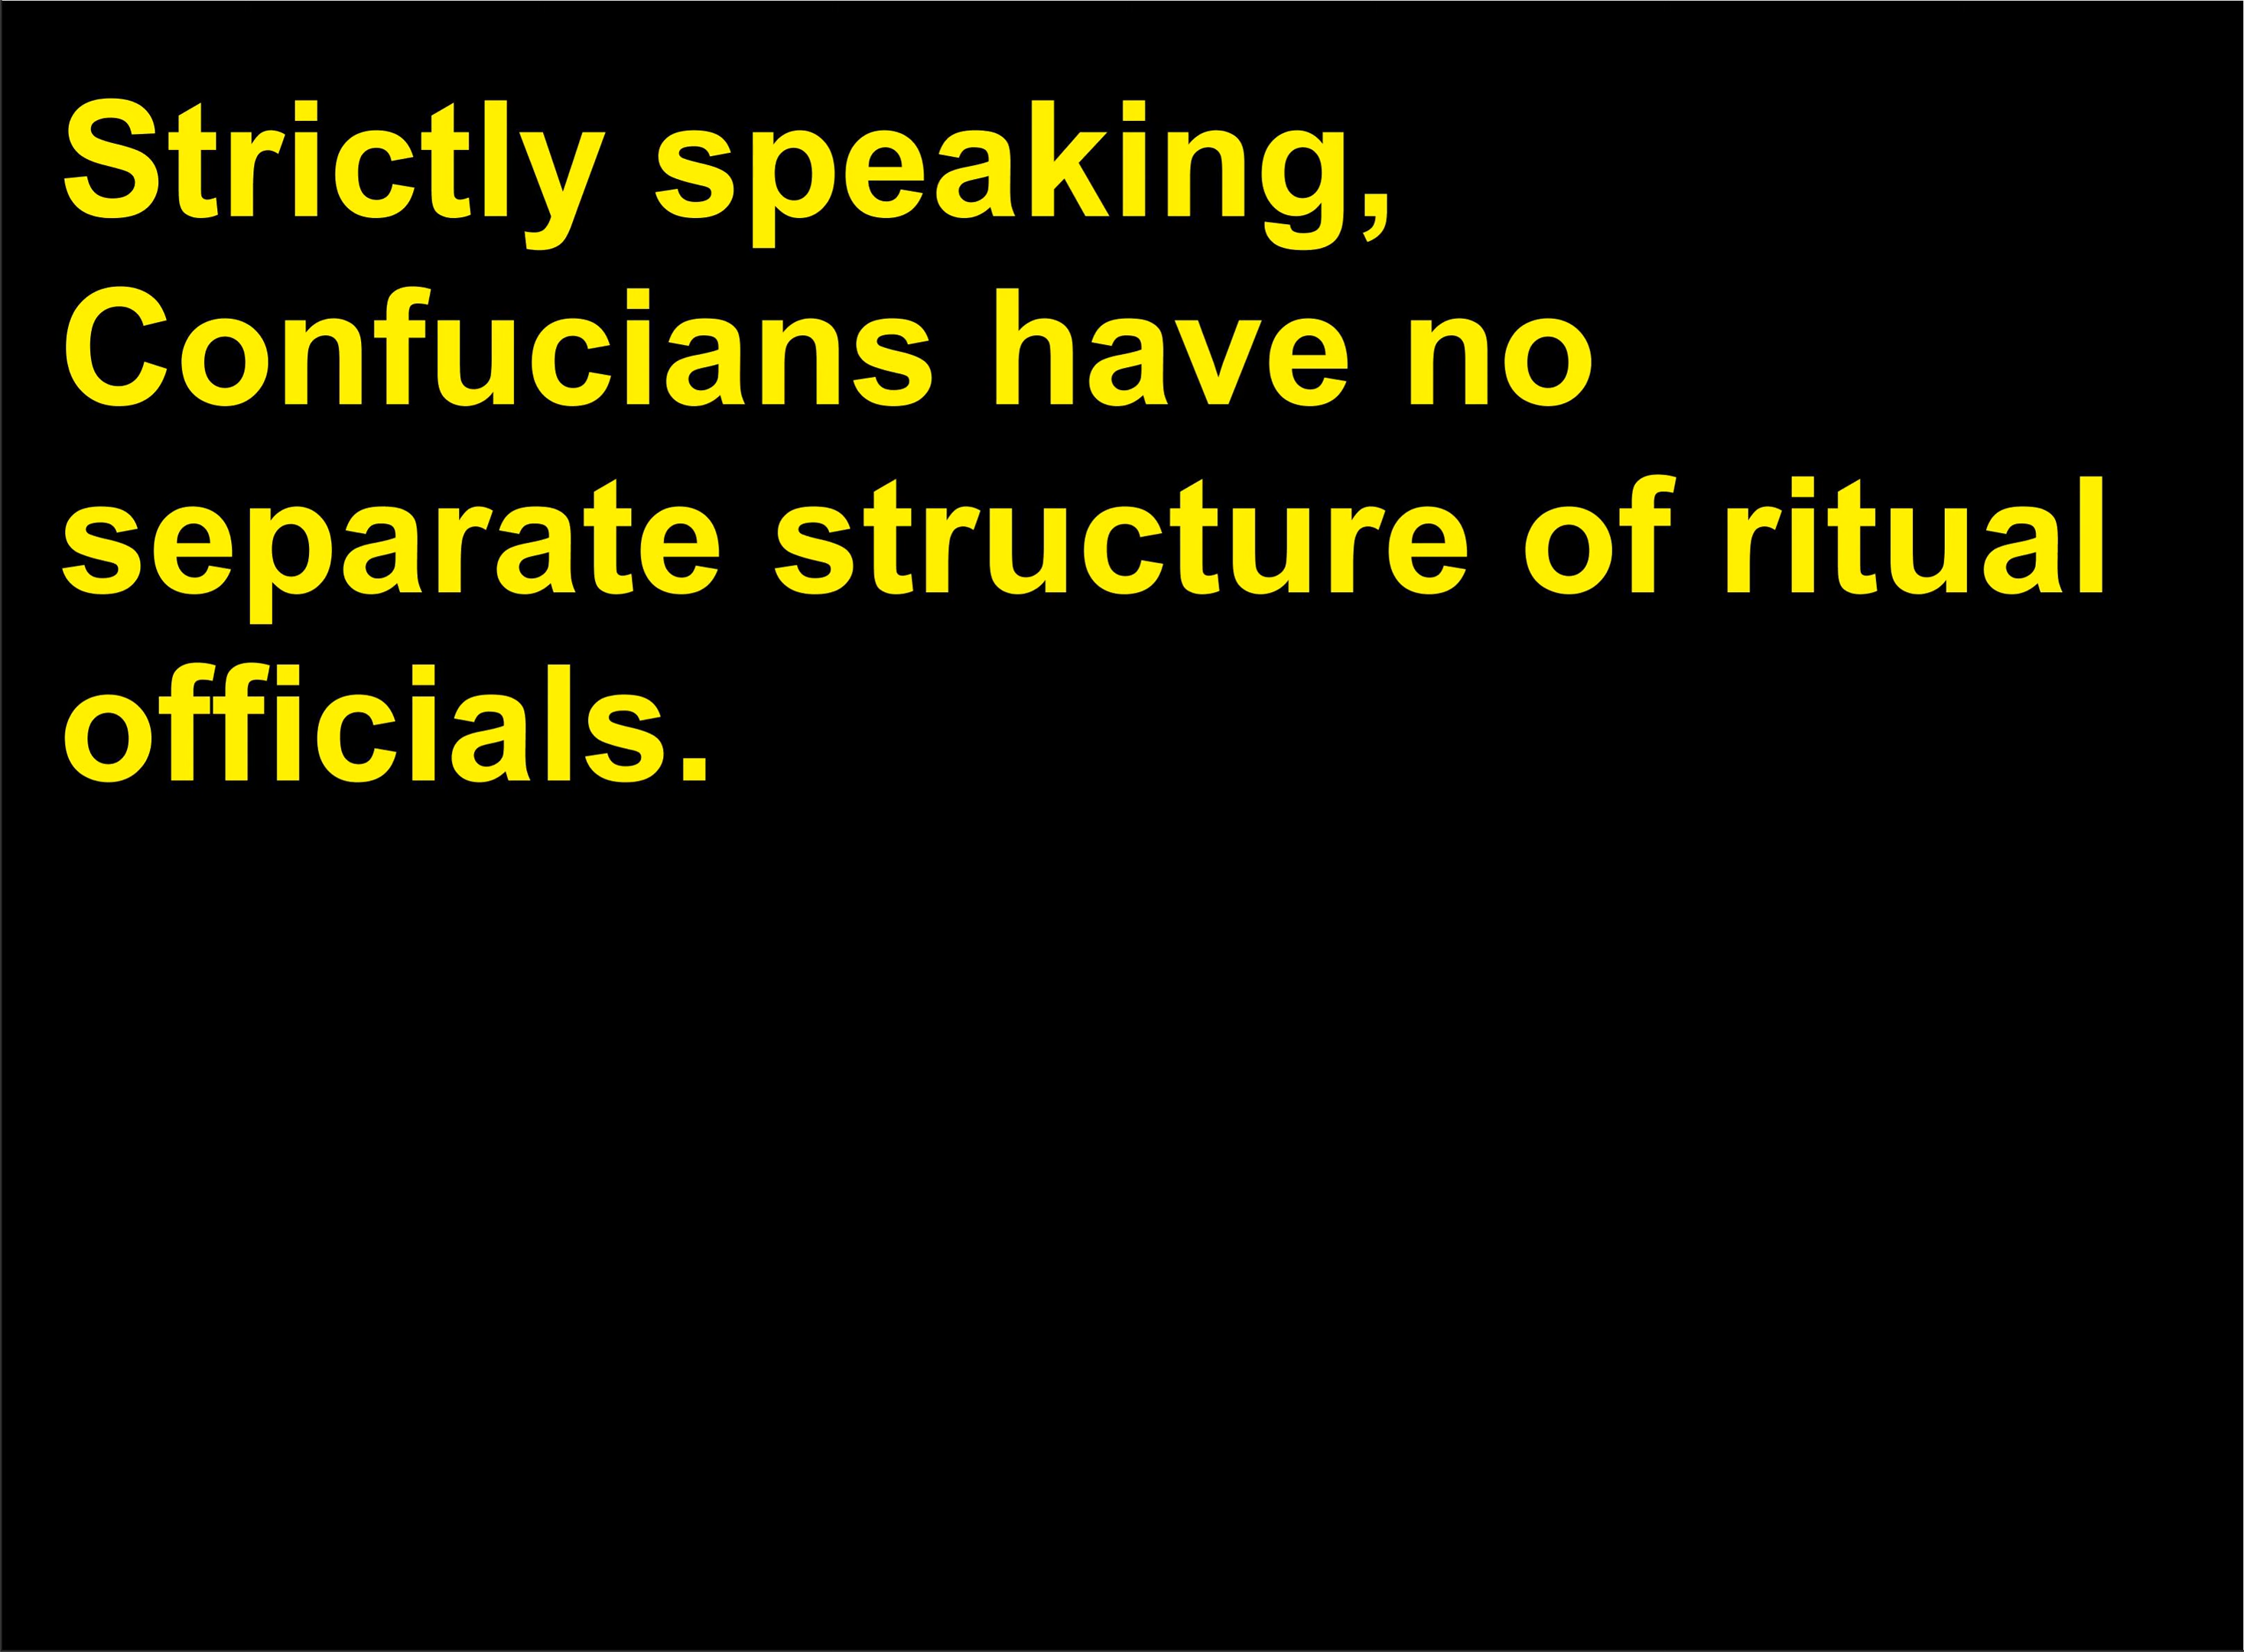 Strictly speaking,
Confucians have no
separate structure of ritual
officials.